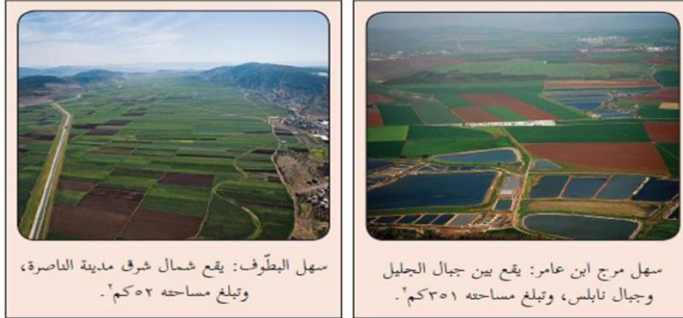 سهل مرج ابن عامر: يقع بين جبال الجليل
وجبال نابلس، وتبلغ مساحته ٣٥١كم٢.
سهل البطّوف: يقع شمال شرق مدينة الناصرة،
وتبلغ مساحته ٥٢كم٢.